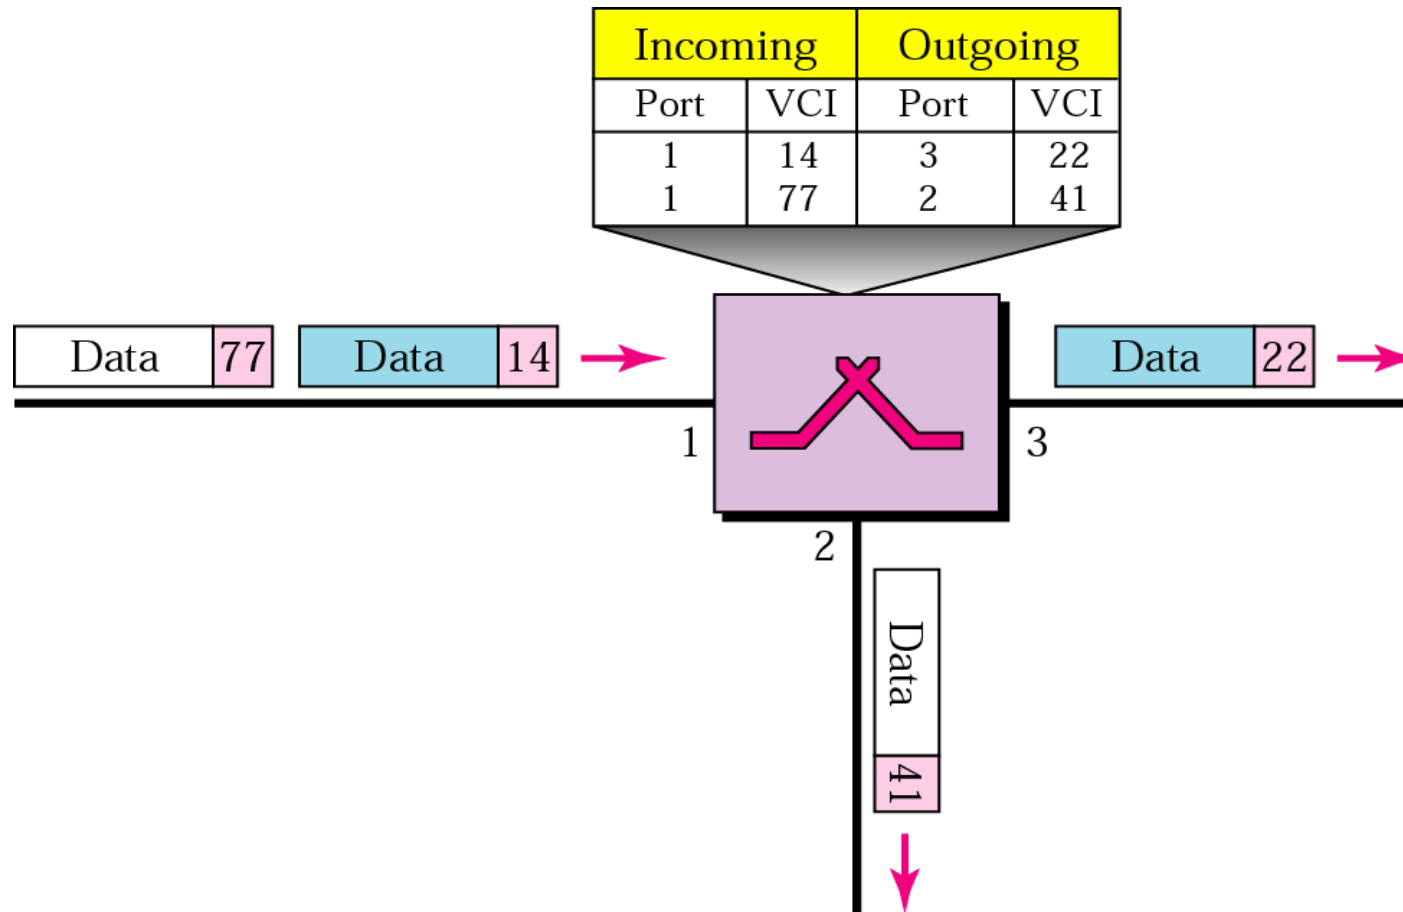 Incoming Outgoing
Port VCI Port VCI
1 14 3 22
1 77 2 41
Data 77 Data 14 Data 22
1 3
2
Data 41